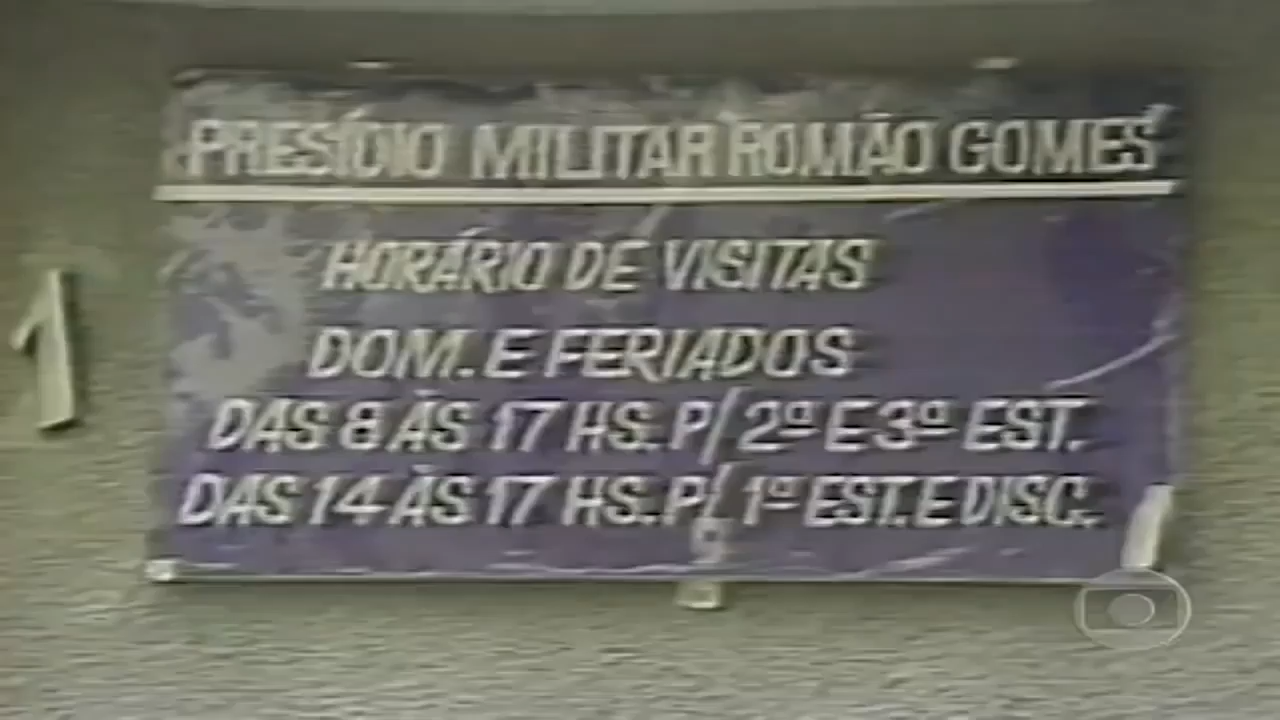 PRESÍDIO MILITAR ROMÃO GOMES
HORÁRIO DE VISITAS
DOM. E FERIADOS
DAS 8 ÀS 17 HS. P/ 2º E 3º EST.
DAS 14 ÀS 17 HS. P/ 1º EST. E DISC.
1